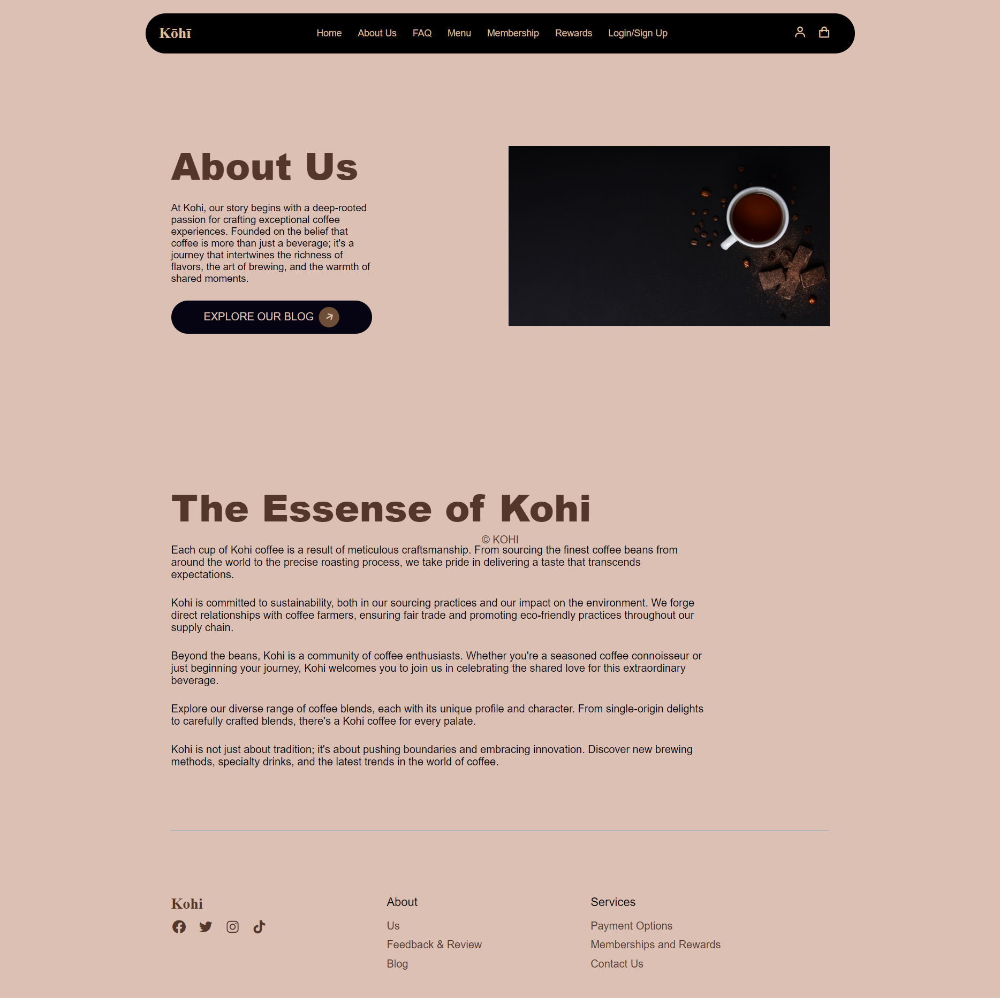 Kōhī
Home About Us FAQ Menu Membership Rewards Login/Sign Up
About Us
At Kohi, our story begins with a deep-rooted
passion for crafting exceptional coffee
experiences. Founded on the belief that
coffee is more than just a beverage; it's a
journey that intertwines the richness of
flavors, the art of brewing, and the warmth of
shared moments.
EXPLORE OUR BLOG
The Essense of Kohi
© KOHI
Each cup of Kohi coffee is a result of meticulous craftsmanship. From sourcing the finest coffee beans from
around the world to the precise roasting process, we take pride in delivering a taste that transcends
expectations.
Kohi is committed to sustainability, both in our sourcing practices and our impact on the environment. We forge
direct relationships with coffee farmers, ensuring fair trade and promoting eco-friendly practices throughout our
supply chain.
Beyond the beans, Kohi is a community of coffee enthusiasts. Whether you're a seasoned coffee connoisseur or
just beginning your journey, Kohi welcomes you to join us in celebrating the shared love for this extraordinary
beverage.
Explore our diverse range of coffee blends, each with its unique profile and character. From single-origin delights
to carefully crafted blends, there's a Kohi coffee for every palate.
Kohi is not just about tradition; it's about pushing boundaries and embracing innovation. Discover new brewing
methods, specialty drinks, and the latest trends in the world of coffee.
Kohi
About
Us
Feedback & Review
Blog
Services
Payment Options
Memberships and Rewards
Contact Us